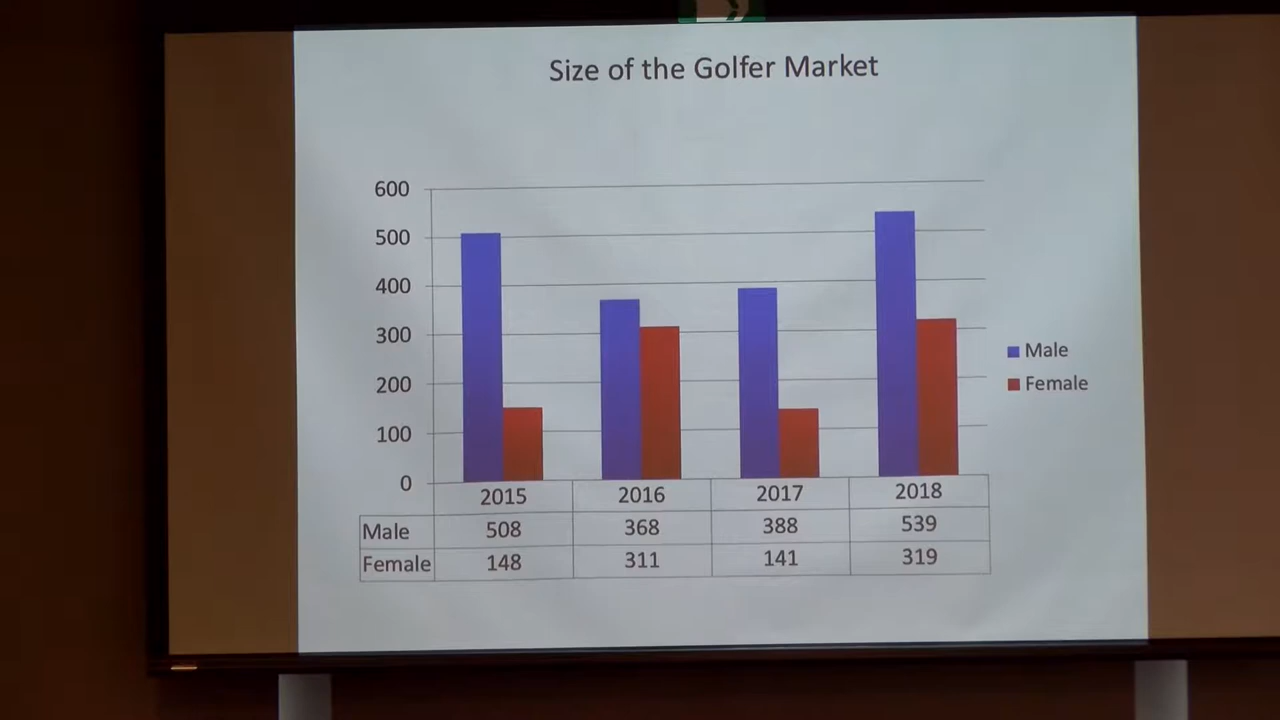 Size of the Golfer Market
600
500
400
300
200
100
0
Male
Female
2015 2016 2017 2018
Male 508 368 388 539
Female 148 311 141 319